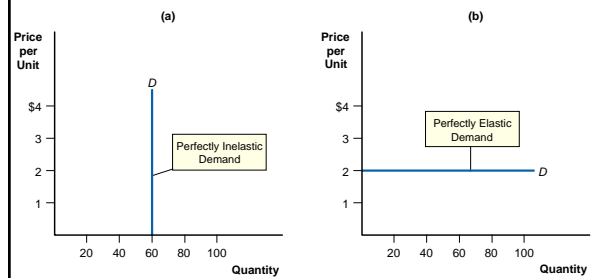 (a)
Price
per
Unit
D
$4
3
2
1
Perfectly Inelastic
Demand
20 40 60 80 100
Quantity
(b)
Price
per
Unit
$4
3
2
1
Perfectly Elastic
Demand
D
20 40 60 80 100
Quantity